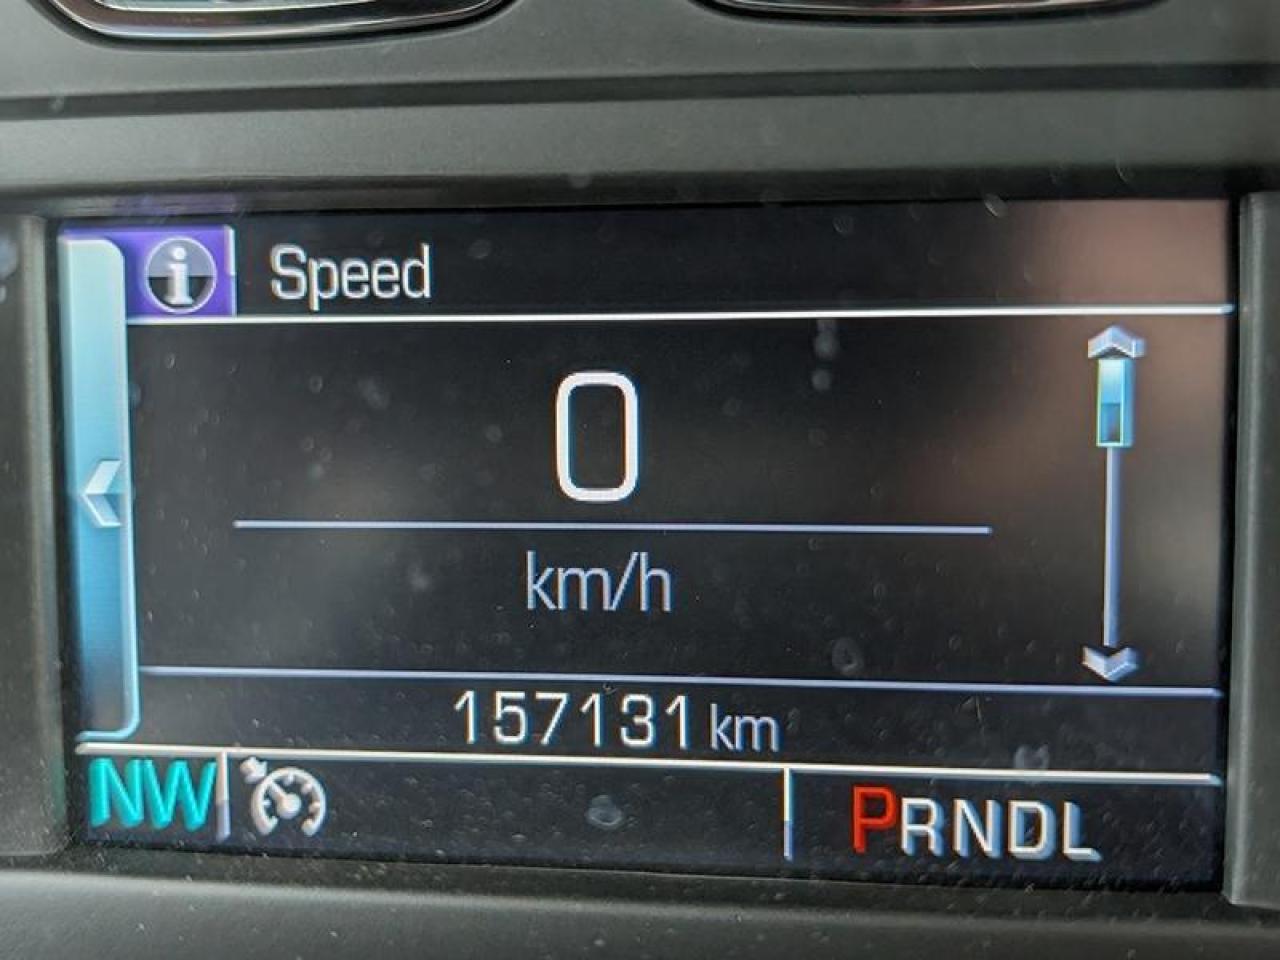 Speed
0
km/h
157131 km
NW PRNDL